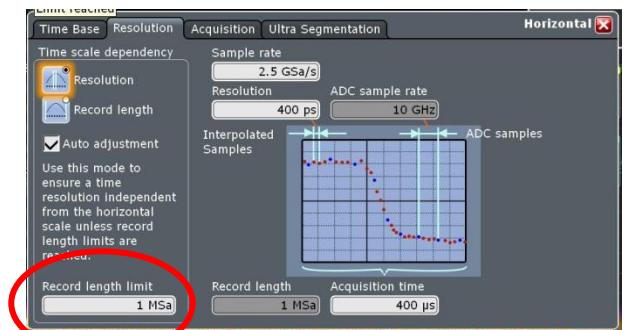 Limit reached
Time Base Resolution Acquisition Ultra Segmentation Horizontal
Time scale dependency
Resolution
Record length
Auto adjustment
Use this mode to
ensure a time
resolution independent
from the horizontal
scale unless record
length limits are
reached.
Record length limit
1 MSa
Sample rate
2.5 GSa/s
Resolution ADC sample rate
400 ps 10 GHz
Interpolated
Samples
ADC samples
Record length Acquisition time
1 MSa 400 µs